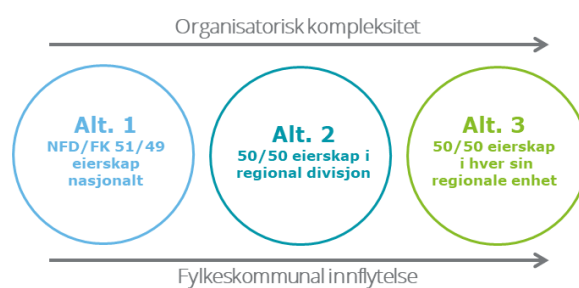 Organisatorisk kompleksitet
Alt. 1
NFD/FK 51/49
eierskap
nasjonalt
Alt. 2
50/50 eierskap i
regional divisjon
Alt. 3
50/50 eierskap
i hver sin
regionale enhet
Fylkeskommunal innflytelse